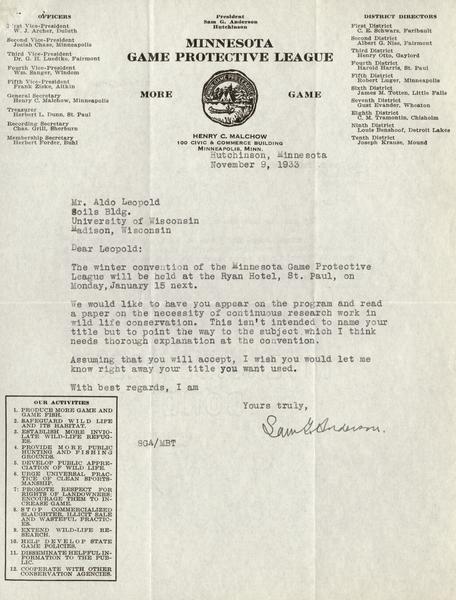 OFFICERS
First Vice-President
W. J. Archer, Duluth
Second Vice-President
Josiah Chase, Minneapolis
Third Vice-President
Dr. G. H. Luedtke, Fairmont
Fourth Vice-President
Wm. Sanger, Windom
Fifth Vice-President
Frank Ziske, Aitkin
General Secretary
Henry C. Malchow, Minneapolis
Treasurer
Herbert L. Dunn, St. Paul
Recording Secretary
Chas. Grill, Sherburn
Membership Secretary
Herbert Forder, Buhl
President
Sam G. Anderson
Hutchinson
MINNESOTA
GAME PROTECTIVE LEAGUE
MORE GAME
HENRY C. MALCHOW
100 CIVIC & COMMERCE BUILDING
MINNEAPOLIS, MINN.
DISTRICT DIRECTORS
First District
C. E. Schwarz, Faribault
Second District
Albert G. Niss, Fairmont
Third District
Henry Otto, Gaylord
Fourth District
Harold Harris, St. Paul
Fifth District
Robert Luger, Minneapolis
Sixth District
James M. Totten, Little Falls
Seventh District
Gust Evander, Wheaton
Eighth District
C. M. Tramontin, Chisholm
Ninth District
Louis Benshoof, Detroit Lakes
Tenth District
Joseph Krause, Mound
Hutchinson, Minnesota
November 9, 1933
Mr. Aldo Leopold
Soils Bldg.
University of Wisconsin
Madison, Wisconsin
Dear Leopold:
The winter convention of the Minnesota Game Protective
League will be held at the Ryan Hotel, St. Paul, on
Monday, January 15 next.
We would like to have you appear on the program and read
a paper on the necessity of continuous research work in
wild life conservation. This isn't intended to name your
title but to point the way to the subject which I think
needs thorough explanation at the convention.
Assuming that you will accept, I wish you would let me
know right away your title you want used.
With best regards, I am
Yours truly,
Sam G Anderson.
SGA/MBT
OUR ACTIVITIES
1. PRODUCE MORE GAME AND
GAME FISH.
2. SAFEGUARD WILD LIFE
AND ITS HABITAT.
3. ESTABLISH MORE INVIO-
LATE WILD-LIFE REFUG-
ES.
4. PROVIDE MORE PUBLIC
HUNTING AND FISHING
GROUNDS.
5. DEVELOP PUBLIC APPRE-
CIATION OF WILD LIFE.
6. URGE UNIVERSAL PRAC-
TICE OF CLEAN SPORTS-
MANSHIP.
7. PROMOTE RESPECT FOR
RIGHTS OF LANDOWNERS;
ENCOURAGE THEM TO IN-
CREASE GAME.
8. STOP COMMERCIALIZED
SLAUGHTER, ILLICIT SALE
AND WASTEFUL PRACTIC-
ES.
9. EXTEND WILD-LIFE RE-
SEARCH.
10. HELP DEVELOP STATE
GAME POLICIES.
11. DISSEMINATE HELPFUL IN-
FORMATION TO THE PUB-
LIC.
12. COOPERATE WITH OTHER
CONSERVATION AGENCIES.